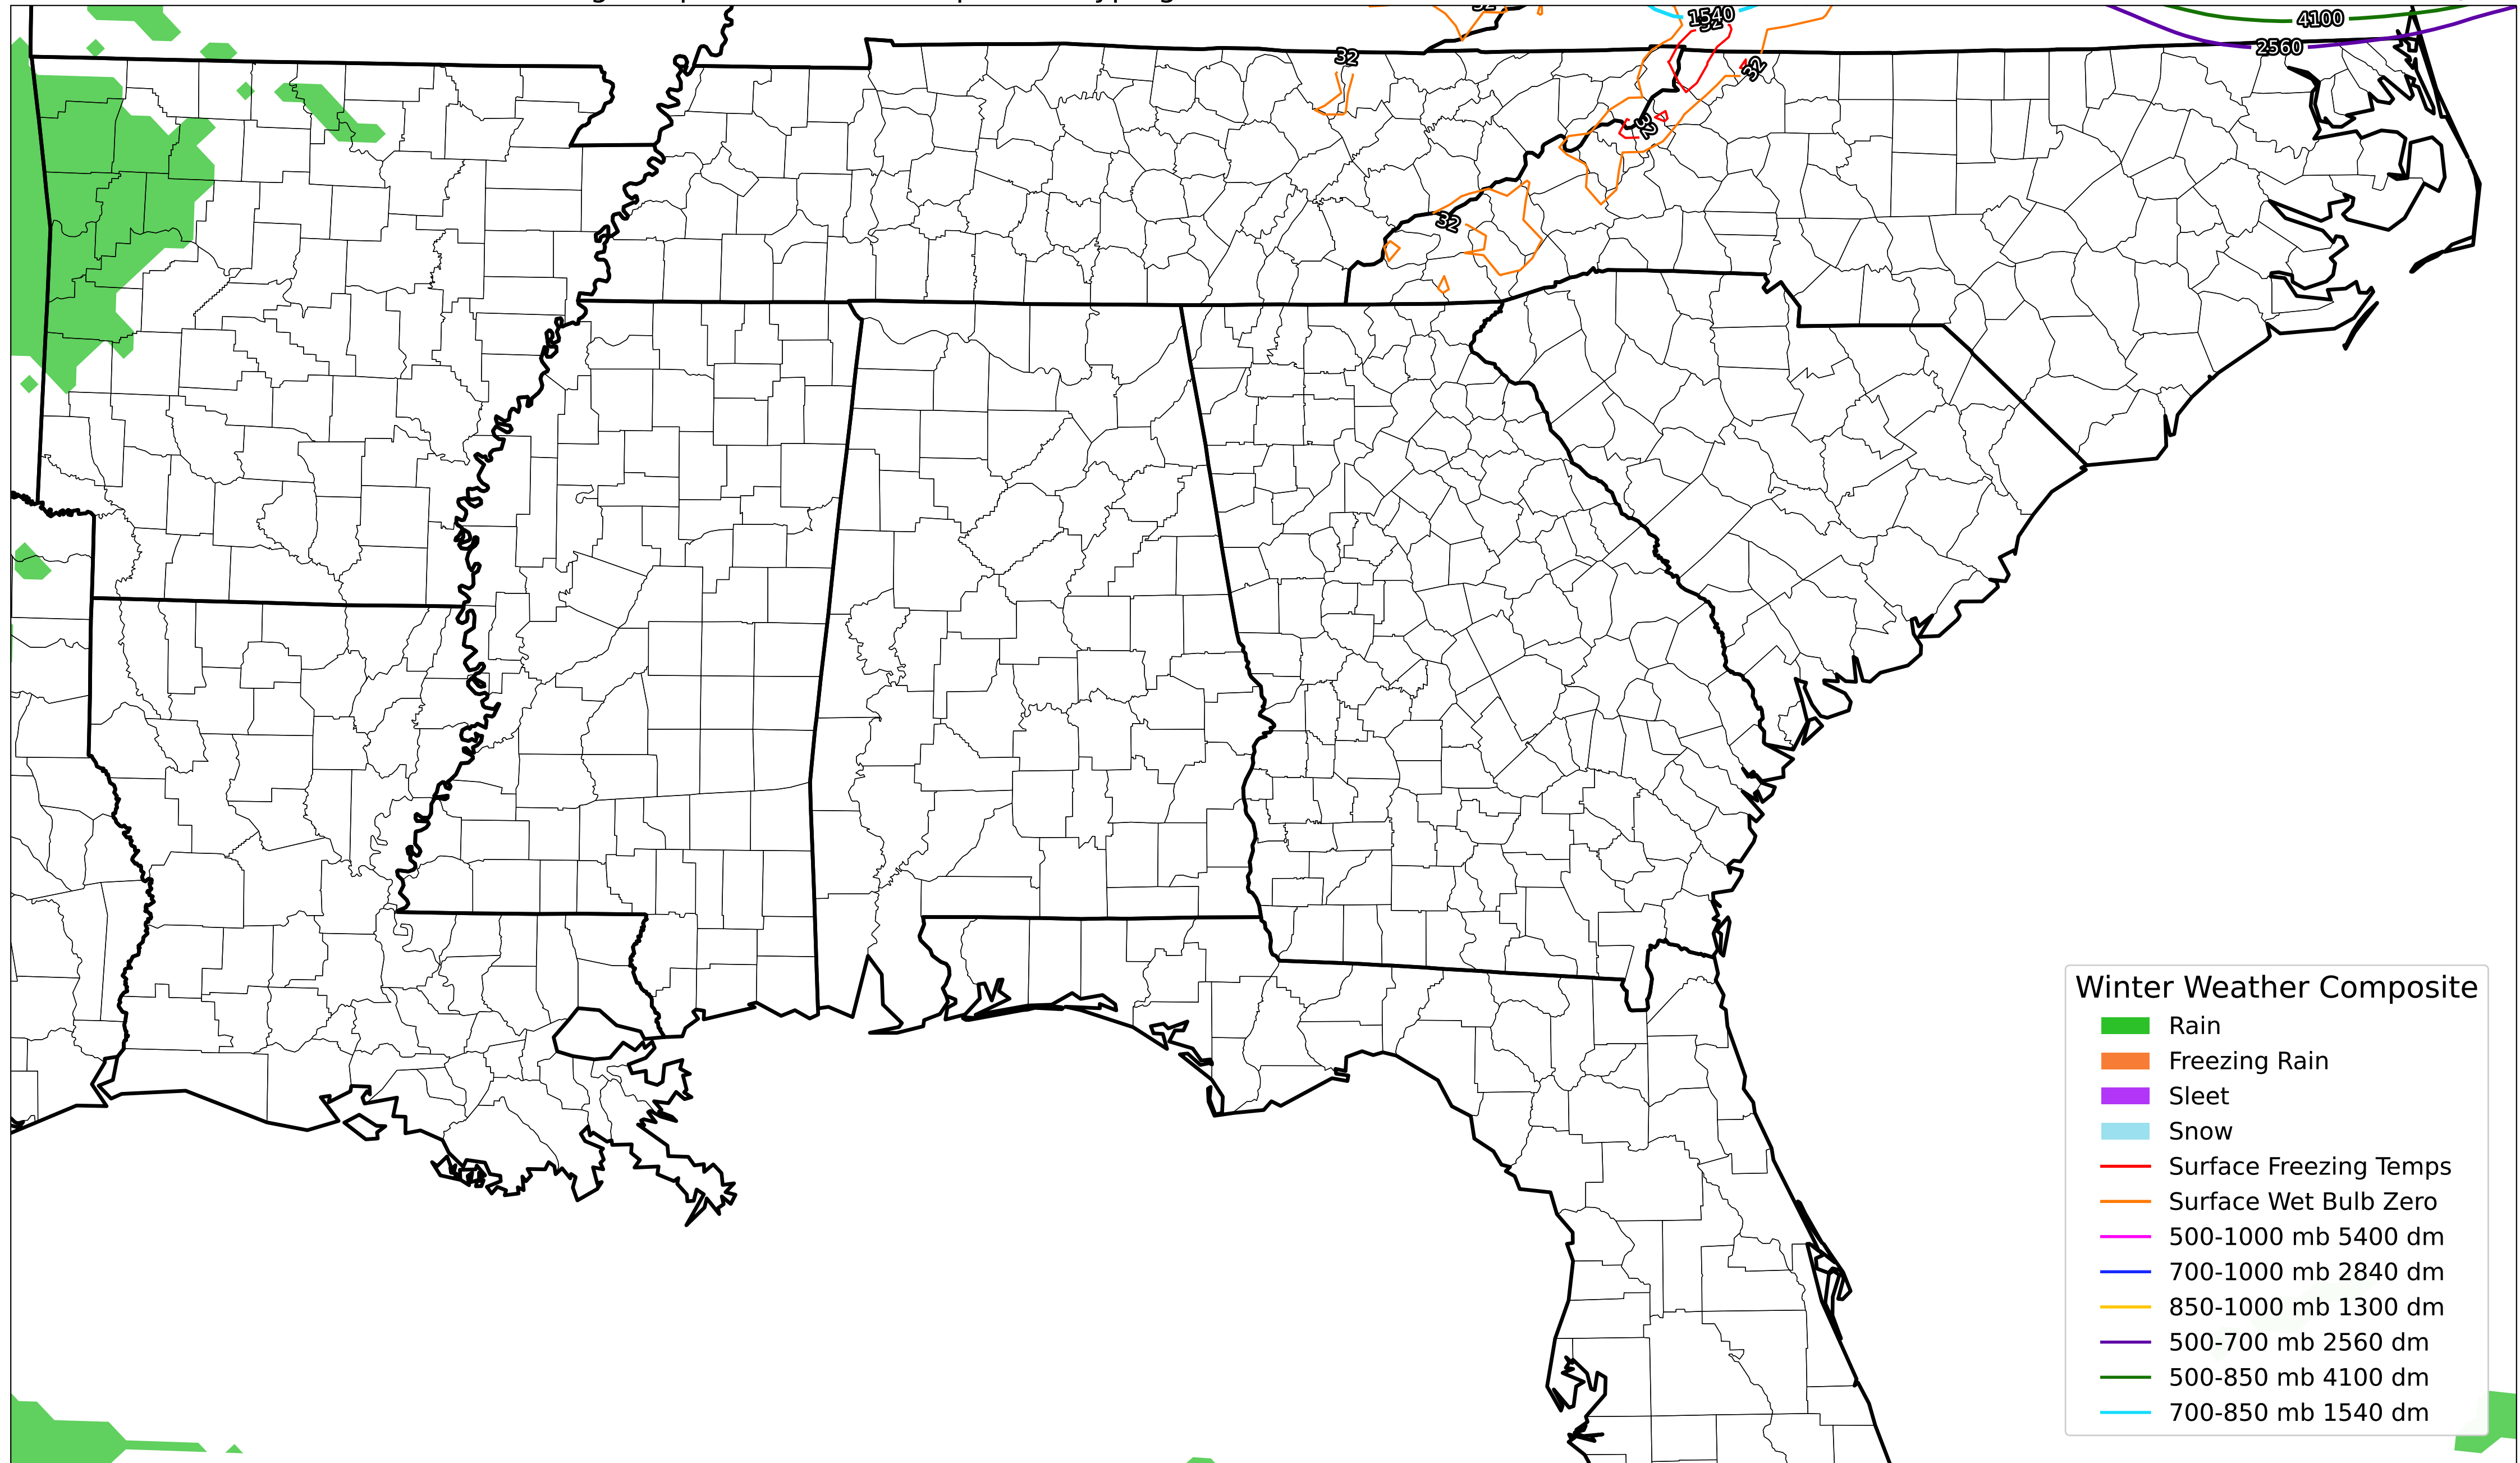 32
1540
32
4100
2560
32
32
32
32
Winter Weather Composite
Rain
Freezing Rain
Sleet
Snow
Surface Freezing Temps
Surface Wet Bulb Zero
500-1000 mb 5400 dm
700-1000 mb 2840 dm
850-1000 mb 1300 dm
500-700 mb 2560 dm
500-850 mb 4100 dm
700-850 mb 1540 dm